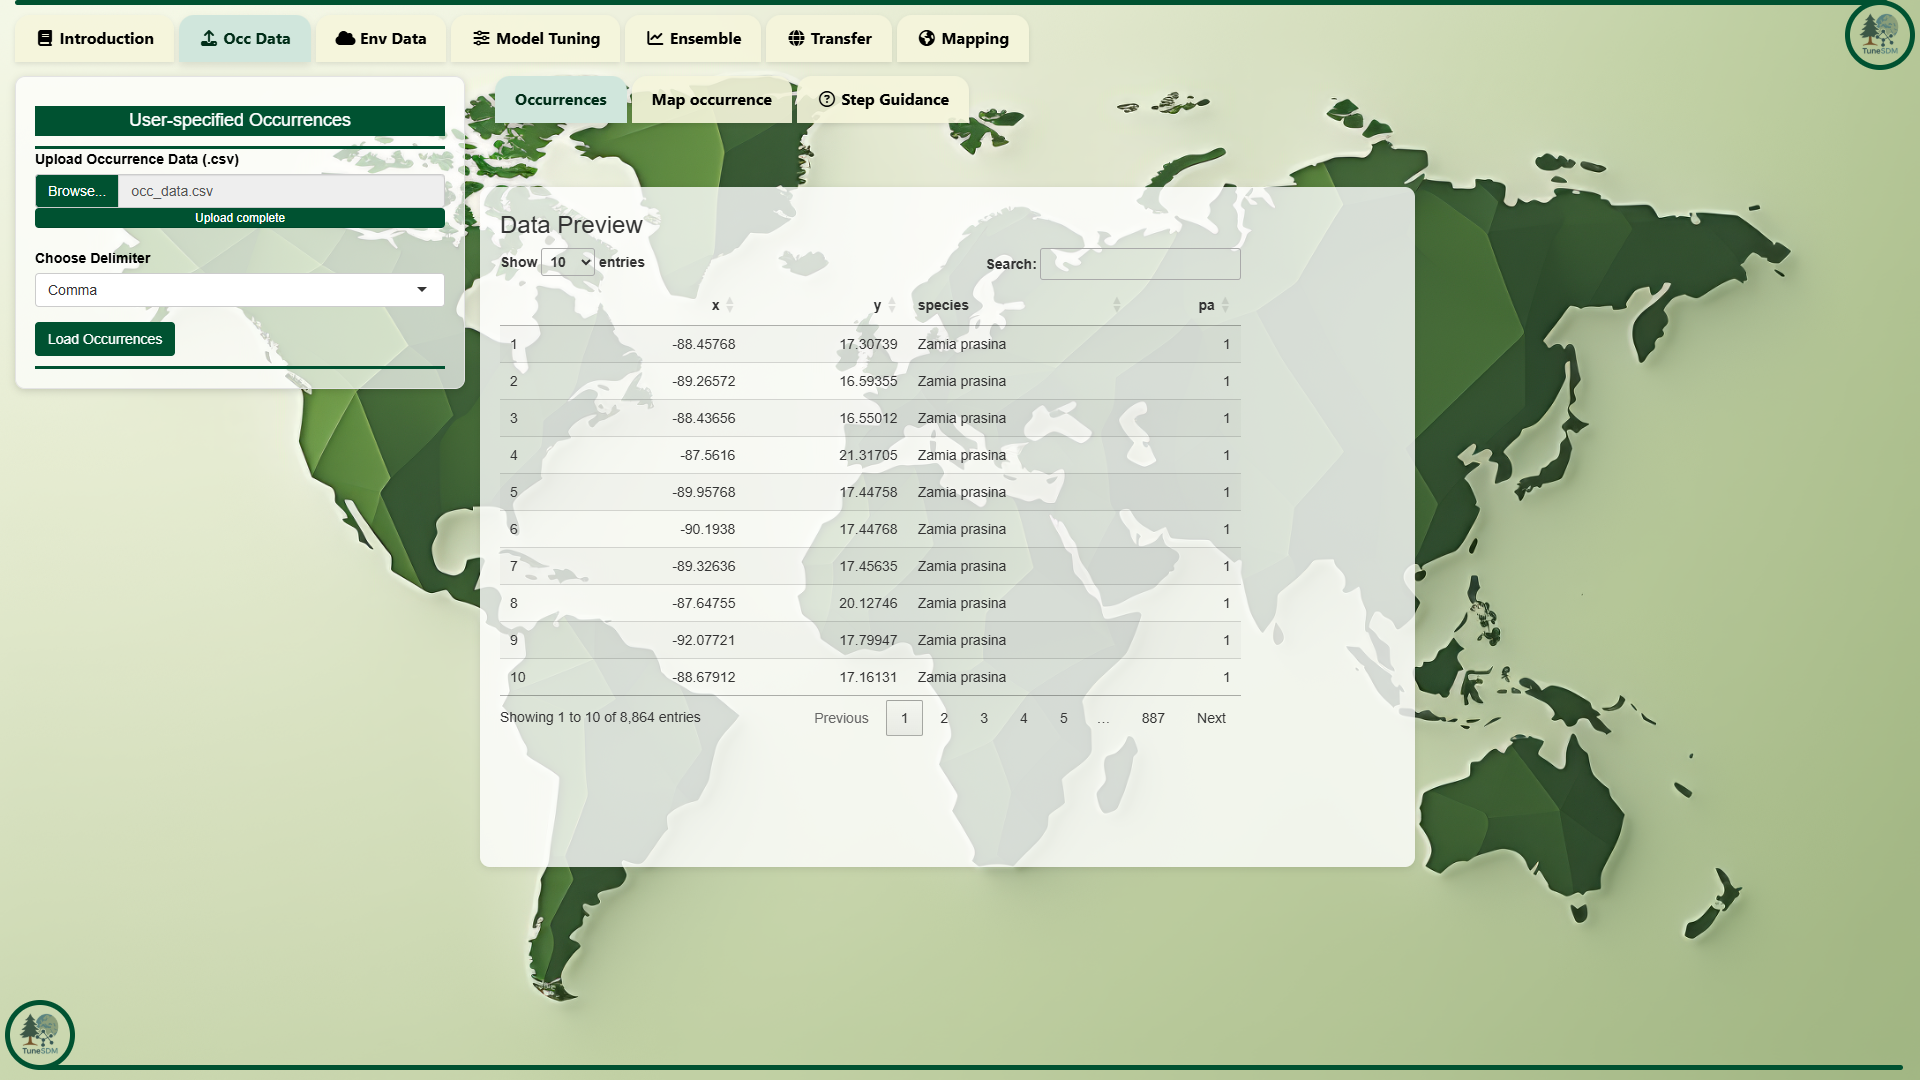 Introduction
Occ Data
Env Data
Model Tuning
Ensemble
Transfer
Mapping
TuneSDM
User-specified Occurrences
Upload Occurrence Data (.csv)
Browse... occ_data.csv
Upload complete
Choose Delimiter
Comma
Load Occurrences
Occurrences
Map occurrence
Step Guidance
Data Preview
Show 10 entries
Search:
x y species pa
1 -88.45768 17.30739 Zamia prasina 1
2 -89.26572 16.59355 Zamia prasina 1
3 -88.43656 16.55012 Zamia prasina 1
4 -87.5616 21.31705 Zamia prasina 1
5 -89.95768 17.44758 Zamia prasina 1
6 -90.1938 17.44768 Zamia prasina 1
7 -89.32636 17.45635 Zamia prasina 1
8 -87.64755 20.12746 Zamia prasina 1
9 -92.07721 17.79947 Zamia prasina 1
10 -88.67912 17.16131 Zamia prasina 1
Showing 1 to 10 of 8,864 entries
Previous 1 2 3 4 5 … 887 Next
TuneSDM